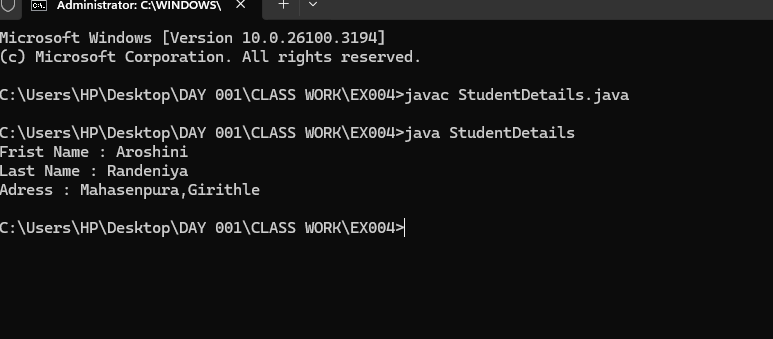 Administrator: C:\WINDOWS\
Microsoft Windows [Version 10.0.26100.3194]
(c) Microsoft Corporation. All rights reserved.
C:\Users\HP\Desktop\DAY 001\CLASS WORK\EX004>javac StudentDetails.java
C:\Users\HP\Desktop\DAY 001\CLASS WORK\EX004>java StudentDetails
Frist Name : Aroshini
Last Name : Randeniya
Adress : Mahasenpura,Girithle
C:\Users\HP\Desktop\DAY 001\CLASS WORK\EX004>